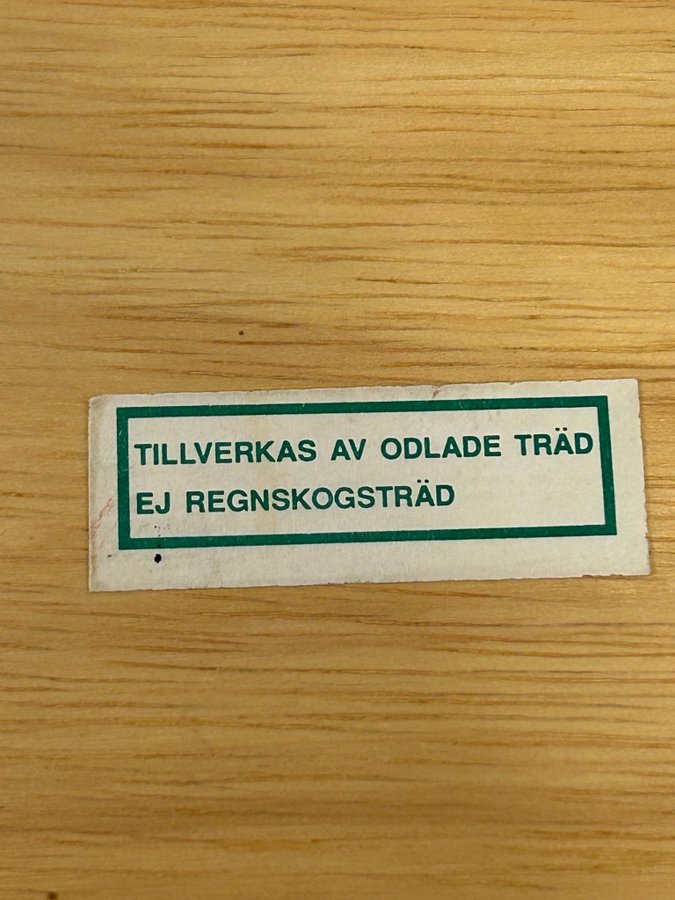 TILLVERKAS AV ODLADE TRÄD
EJ REGNSKOGSTRÄD